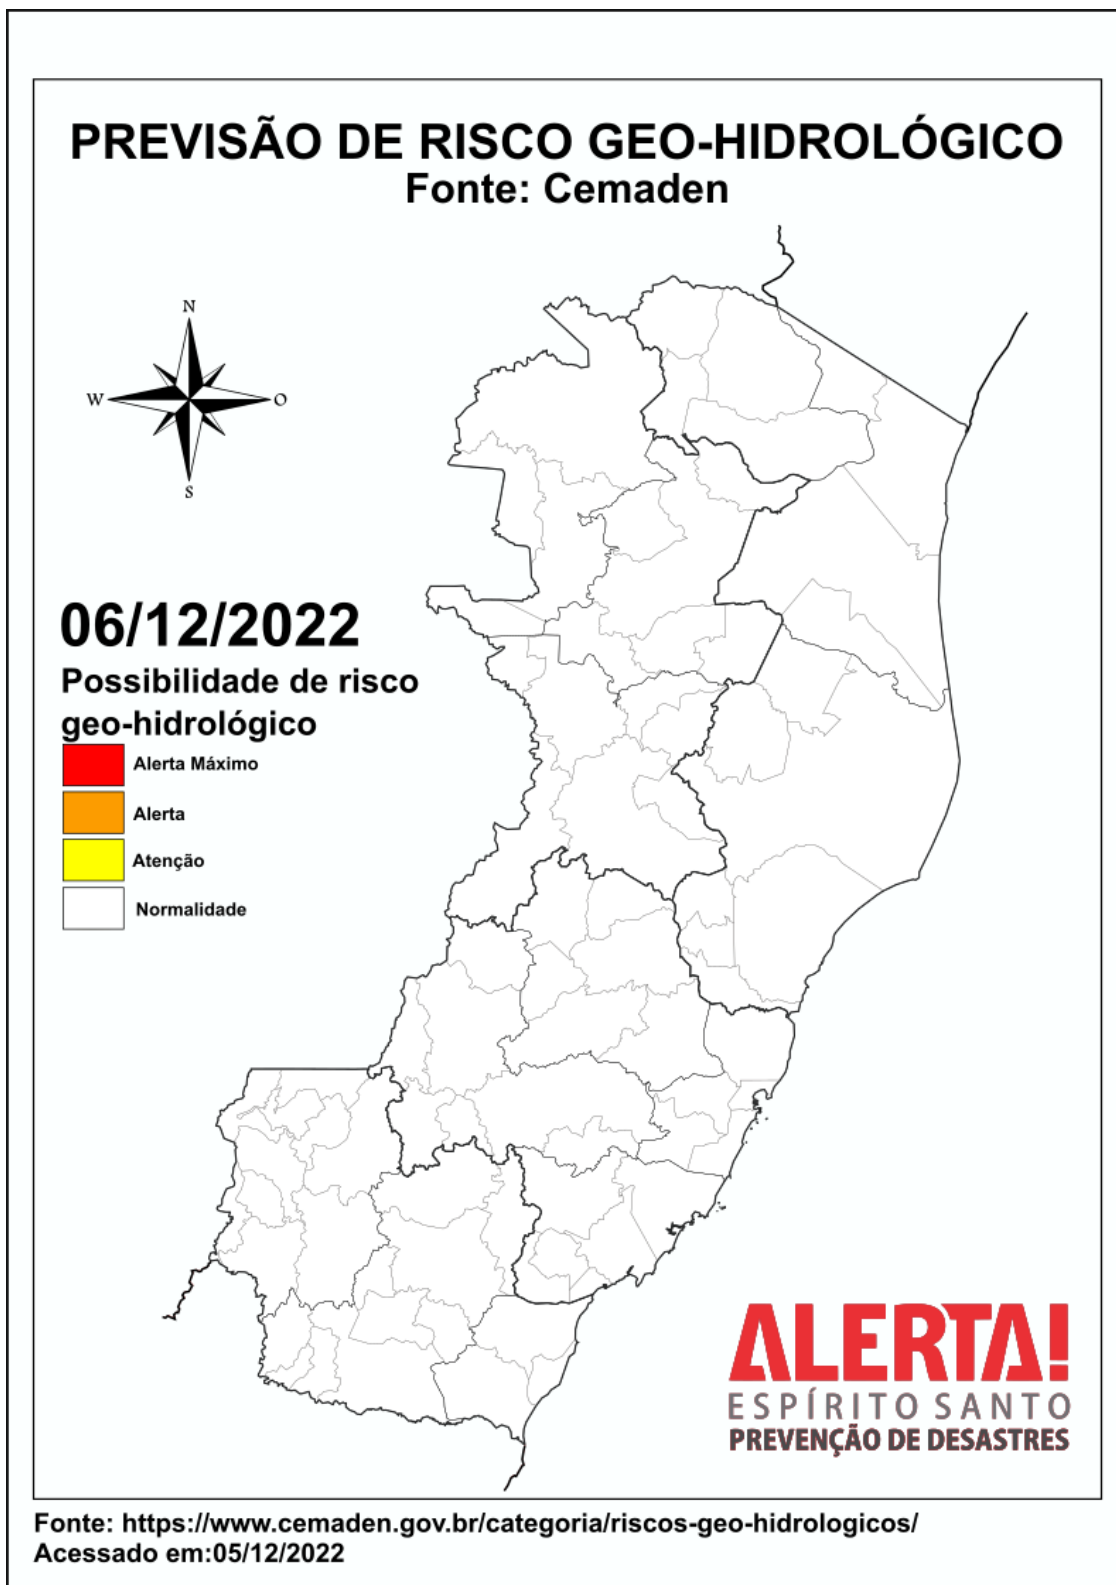 PREVISÃO DE RISCO GEO-HIDROLÓGICO
Fonte: Cemaden
N
W
O
S
06/12/2022
Possibilidade de risco
geo-hidrológico
Alerta Máximo
Alerta
Atenção
Normalidade
ALERTA!
ESPÍRITO SANTO
PREVENÇÃO DE DESASTRES
Fonte: https://www.cemaden.gov.br/categoria/riscos-geo-hidrologicos/
Acessado em:05/12/2022